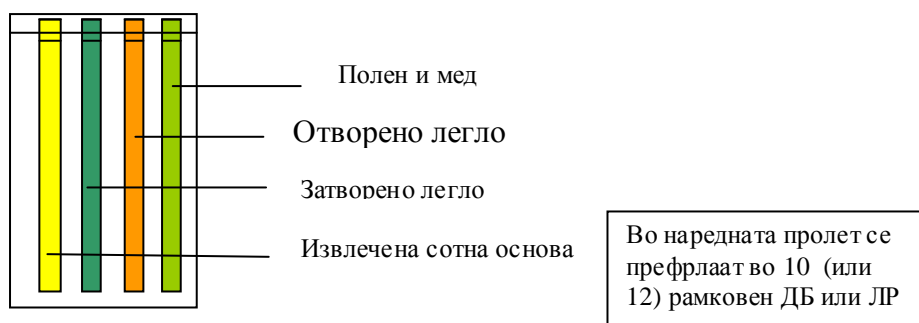 Полен и мед
Отворено легло
Затворено легло
Извлечена сотна основа
Во наредната пролет се
префрлаат во 10 (или
12) рамковен ДБ или ЛР